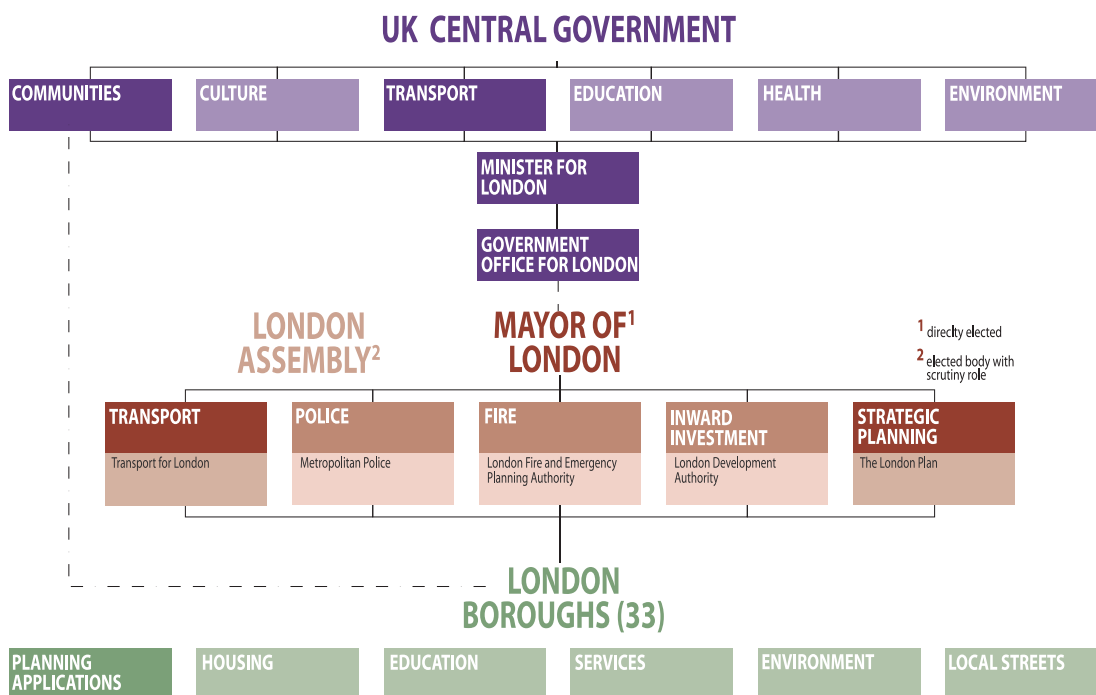 UK CENTRAL GOVERNMENT
COMMUNITIES
CULTURE
TRANSPORT
EDUCATION
HEALTH
ENVIRONMENT
MINISTER FOR
LONDON
GOVERNMENT
OFFICE FOR LONDON
LONDON
ASSEMBLY²
MAYOR OF¹
LONDON
¹ direclty elected
² elected body with
scrutiny role
TRANSPORT
Transport for London
POLICE
Metropolitan Police
FIRE
London Fire and Emergency
Planning Authority
INWARD
INVESTMENT
London Development
Authority
STRATEGIC
PLANNING
The London Plan
LONDON
BOROUGHS (33)
PLANNING
APPLICATIONS
HOUSING
EDUCATION
SERVICES
ENVIRONMENT
LOCAL STREETS